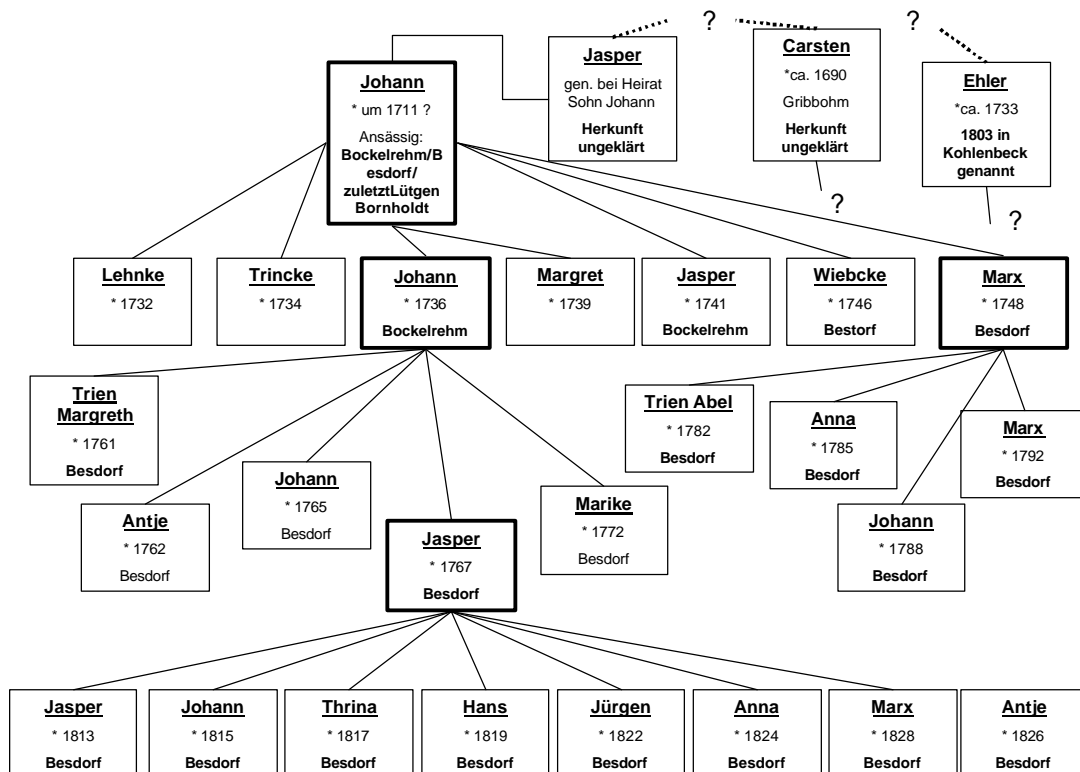 ?
?
Jasper
gen. bei Heirat
Sohn Johann
Herkunft
ungeklärt
Carsten
*ca. 1690
Gribbohm
Herkunft
ungeklärt
?
Ehler
*ca. 1733
1803 in
Kohlenbeck
genannt
?
Johann
* um 1711 ?
Ansässig:
Bockelrehm/B
esdorf/
zuletztLütgen
Bornholdt
Lehnke
* 1732
Trincke
* 1734
Johann
* 1736
Bockelrehm
Margret
* 1739
Jasper
* 1741
Bockelrehm
Wiebcke
* 1746
Bestorf
Marx
* 1748
Besdorf
Trien
Margreth
* 1761
Besdorf
Antje
* 1762
Besdorf
Johann
* 1765
Besdorf
Jasper
* 1767
Besdorf
Marike
* 1772
Besdorf
Trien Abel
* 1782
Besdorf
Anna
* 1785
Besdorf
Johann
* 1788
Besdorf
Marx
* 1792
Besdorf
Jasper
* 1813
Besdorf
Johann
* 1815
Besdorf
Thrina
* 1817
Besdorf
Hans
* 1819
Besdorf
Jürgen
* 1822
Besdorf
Anna
* 1824
Besdorf
Marx
* 1828
Besdorf
Antje
* 1826
Besdorf